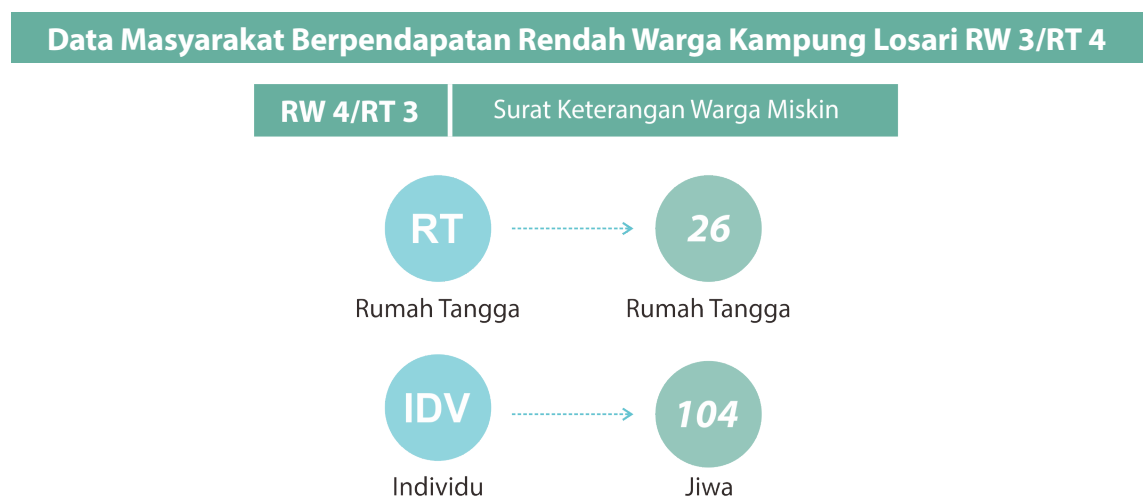 Data Masyarakat Berpendapatan Rendah Warga Kampung Losari RW 3/RT 4
RW 4/RT 3 Surat Keterangan Warga Miskin
RT 26
Rumah Tangga Rumah Tangga
IDV 104
Individu Jiwa